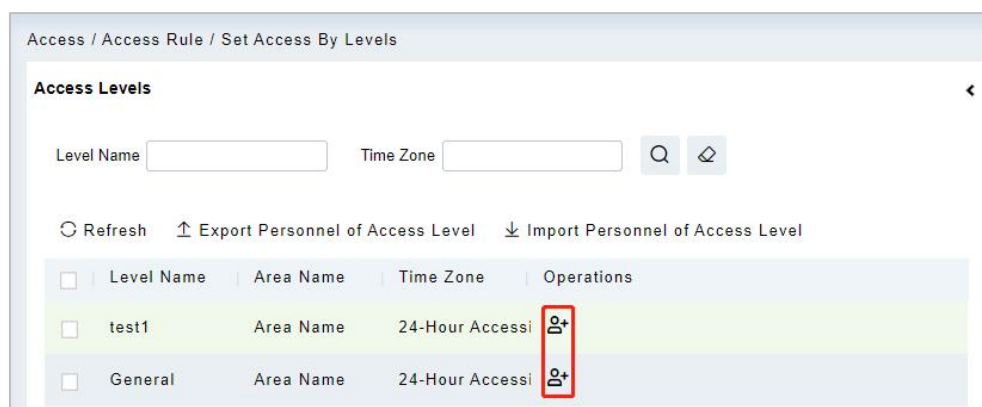 Access / Access Rule / Set Access By Levels
Access Levels
Level Name Time Zone
Refresh Export Personnel of Access Level Import Personnel of Access Level
Level Name Area Name Time Zone Operations
test1 Area Name 24-Hour Accessi
General Area Name 24-Hour Accessi